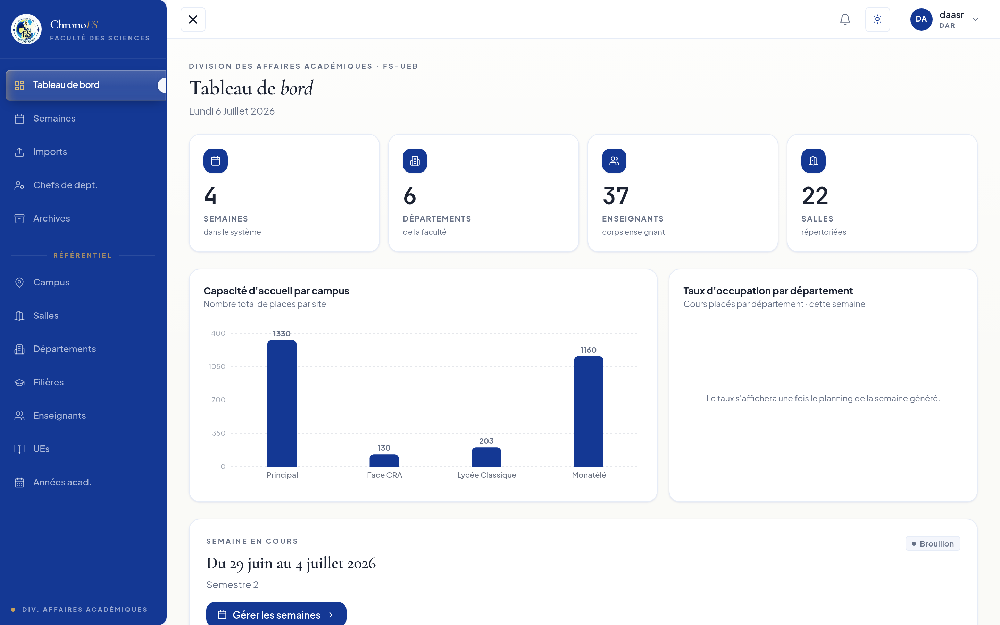 ChronoFS
FACULTÉ DES SCIENCES
Tableau de bord
Semaines
Imports
Chefs de dept.
Archives
RÉFÉRENTIEL
Campus
Salles
Départements
Filières
Enseignants
UEs
Années acad.
DIV. AFFAIRES ACADÉMIQUES
DA
daasr
DAR
DIVISION DES AFFAIRES ACADÉMIQUES · FS-UEB
Tableau de bord
Lundi 6 Juillet 2026
4
SEMAINES
dans le système
6
DÉPARTEMENTS
de la faculté
37
ENSEIGNANTS
corps enseignant
22
SALLES
répertoriées
Capacité d'accueil par campus
Nombre total de places par site
1400
1050
700
350
0
1330
130
203
1160
Principal
Face CRA
Lycée Classique
Monatélé
Taux d'occupation par département
Cours placés par département · cette semaine
Le taux s'affichera une fois le planning de la semaine généré.
SEMAINE EN COURS
Brouillon
Du 29 juin au 4 juillet 2026
Semestre 2
Gérer les semaines